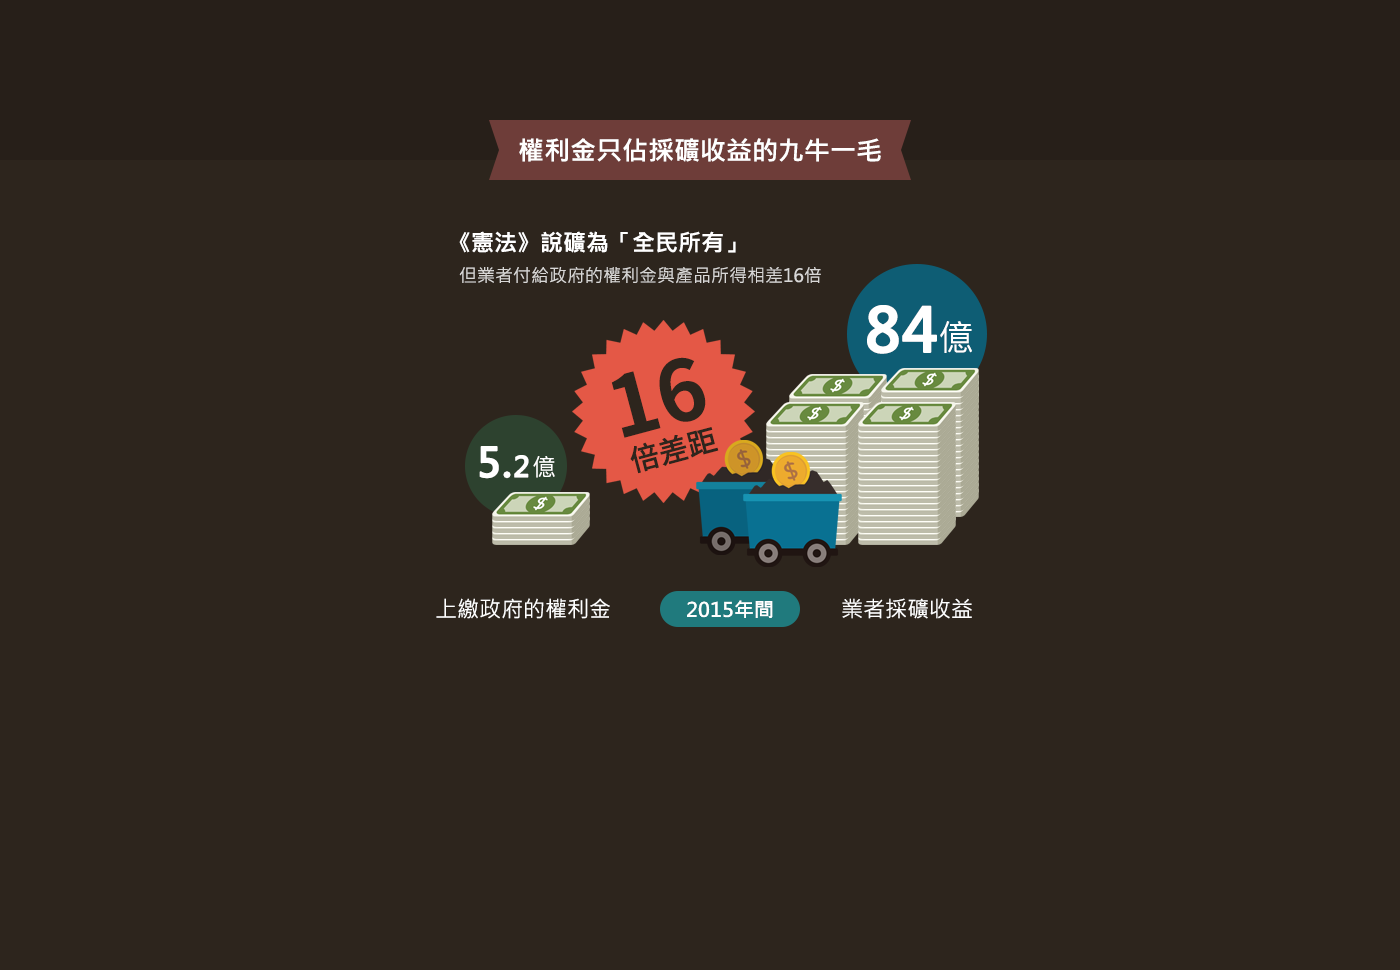 權利金只佔採礦收益的九牛一毛
《憲法》說礦為「全民所有」
但業者付給政府的權利金與產品所得相差16倍
84億
16
倍差距
5.2億
上繳政府的權利金
2015年間
業者採礦收益